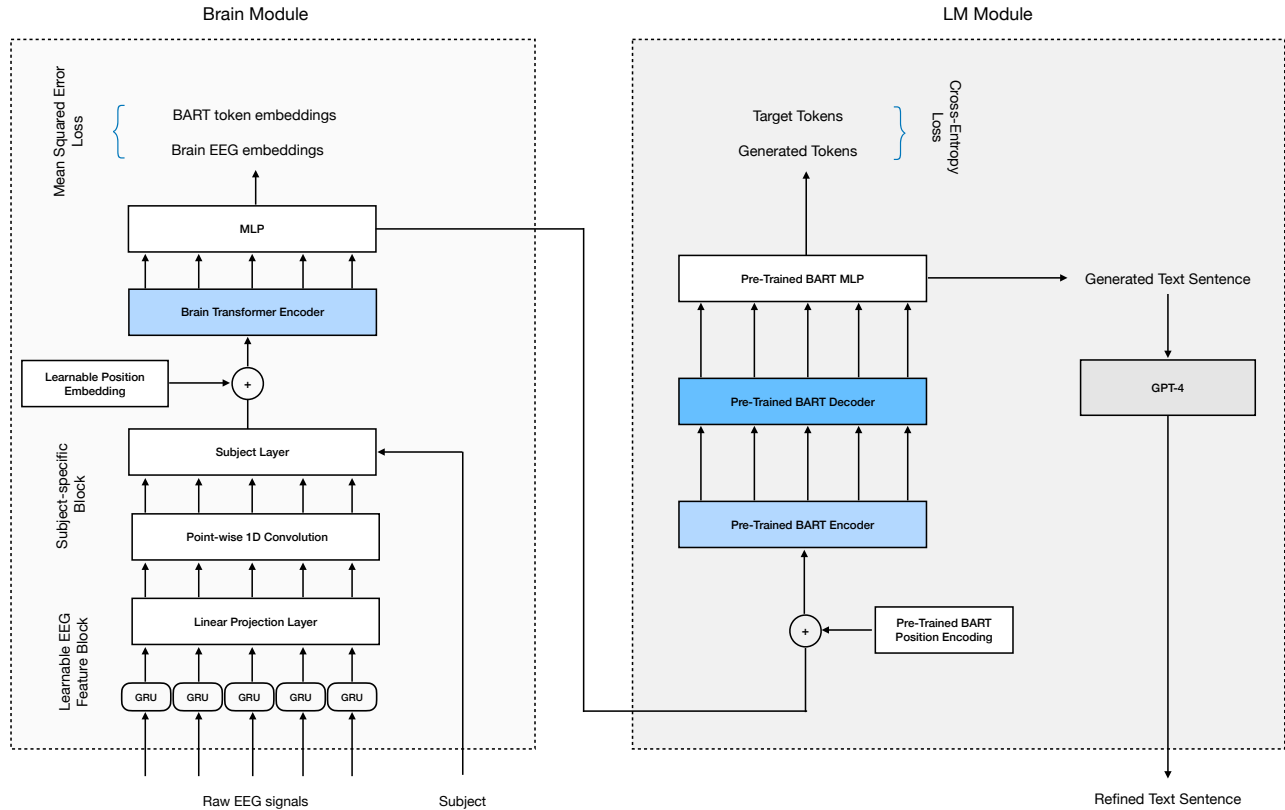 Brain Module
LM Module
Mean Squared Error
Loss
BART token embeddings
Brain EEG embeddings
MLP
Brain Transformer Encoder
Learnable Position
Embedding
+
Subject-specific
Block
Subject Layer
Point-wise 1D Convolution
Learnable EEG
Feature Block
Linear Projection Layer
GRU
GRU
GRU
GRU
GRU
Raw EEG signals
Subject
Target Tokens
Generated Tokens
Cross-Entropy
Loss
Pre-Trained BART MLP
Generated Text Sentence
Pre-Trained BART Decoder
GPT-4
Pre-Trained BART Encoder
+
Pre-Trained BART
Position Encoding
Refined Text Sentence